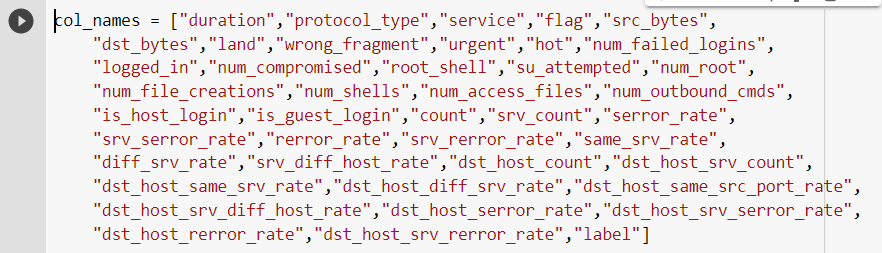 col_names = ["duration","protocol_type","service","flag","src_bytes",
"dst_bytes","land","wrong_fragment","urgent","hot","num_failed_logins",
"logged_in","num_compromised","root_shell","su_attempted","num_root",
"num_file_creations","num_shells","num_access_files","num_outbound_cmds",
"is_host_login","is_guest_login","count","srv_count","serror_rate",
"srv_serror_rate","rerror_rate","srv_rerror_rate","same_srv_rate",
"diff_srv_rate","srv_diff_host_rate","dst_host_count","dst_host_srv_count",
"dst_host_same_srv_rate","dst_host_diff_srv_rate","dst_host_same_src_port_rate",
"dst_host_srv_diff_host_rate","dst_host_serror_rate","dst_host_srv_serror_rate",
"dst_host_rerror_rate","dst_host_srv_rerror_rate","label"]